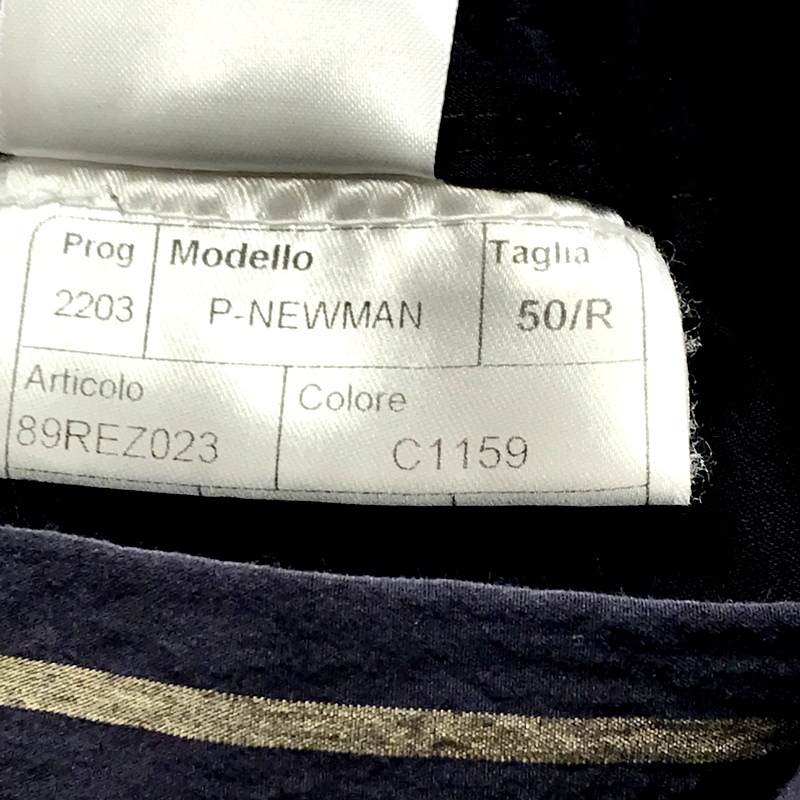 Prog Modello Taglia
2203 P-NEWMAN 50/R
Articolo Colore
89REZ023 C1159